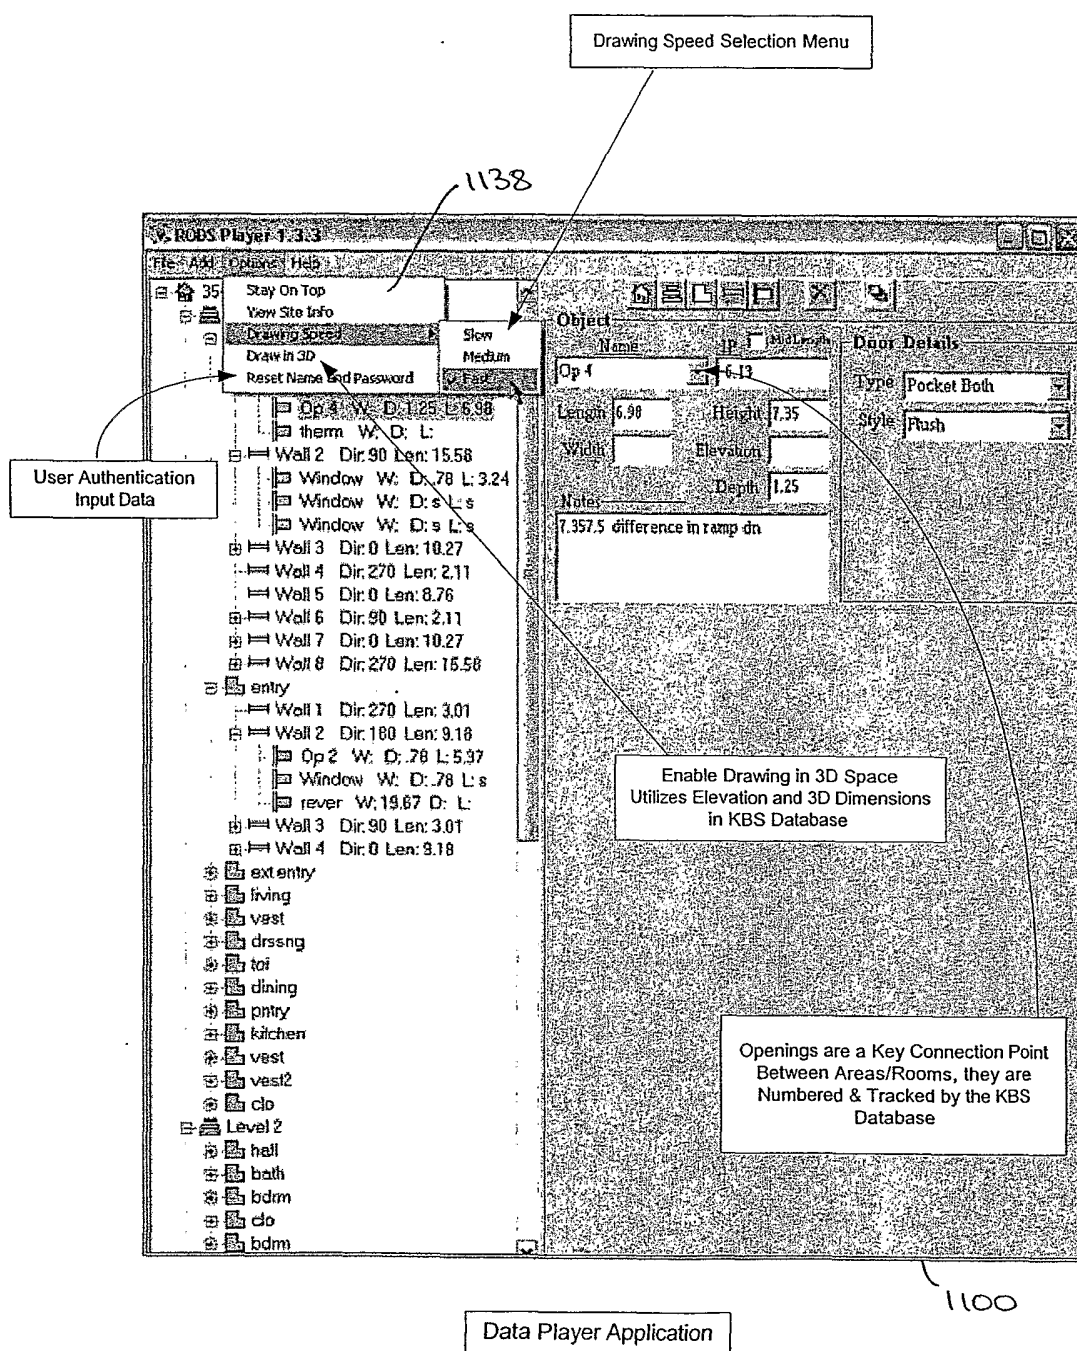 Drawing Speed Selection Menu
1138
RODS Player 1.3.3
File Add Options Help
35
Stay On Top
View Site Info
Drawing Speed
Draw in 3D
Reset Name and Password
Slow
Medium
Fast
Op 4 W: D: 1.25 L: 6.98
therm W: D: L:
Wall 2 Dir: 90 Len: 15.58
Window W: D: .78 L: 3.24
Window W: D: s L: s
Window W: D: s L: s
Wall 3 Dir: 0 Len: 10.27
Wall 4 Dir: 270 Len: 2.11
Wall 5 Dir: 0 Len: 8.76
Wall 6 Dir: 90 Len: 2.11
Wall 7 Dir: 0 Len: 10.27
Wall 8 Dir: 270 Len: 15.58
entry
Wall 1 Dir: 270 Len: 3.01
Wall 2 Dir: 180 Len: 9.18
Op 2 W: D: .78 L: 5.97
Window W: D: .78 L: s
rever W: 19.67 D: L:
Wall 3 Dir: 90 Len: 3.01
Wall 4 Dir: 0 Len: 9.18
ext entry
living
vest
drssng
toi
dining
pntry
kitchen
vest
vest2
clo
Level 2
hall
bath
bdrm
clo
bdrm
Object
Name
IP
Mid Length
Op 4
6.13
Length 6.98
Height 7.35
Width
Elevation
Depth 1.25
Notes
7.357.5 difference in ramp dn
Door Details
Type Pocket Both
Style Flush
User Authentication
Input Data
Enable Drawing in 3D Space
Utilizes Elevation and 3D Dimensions
in KBS Database
Openings are a Key Connection Point
Between Areas/Rooms, they are
Numbered & Tracked by the KBS
Database
1100
Data Player Application